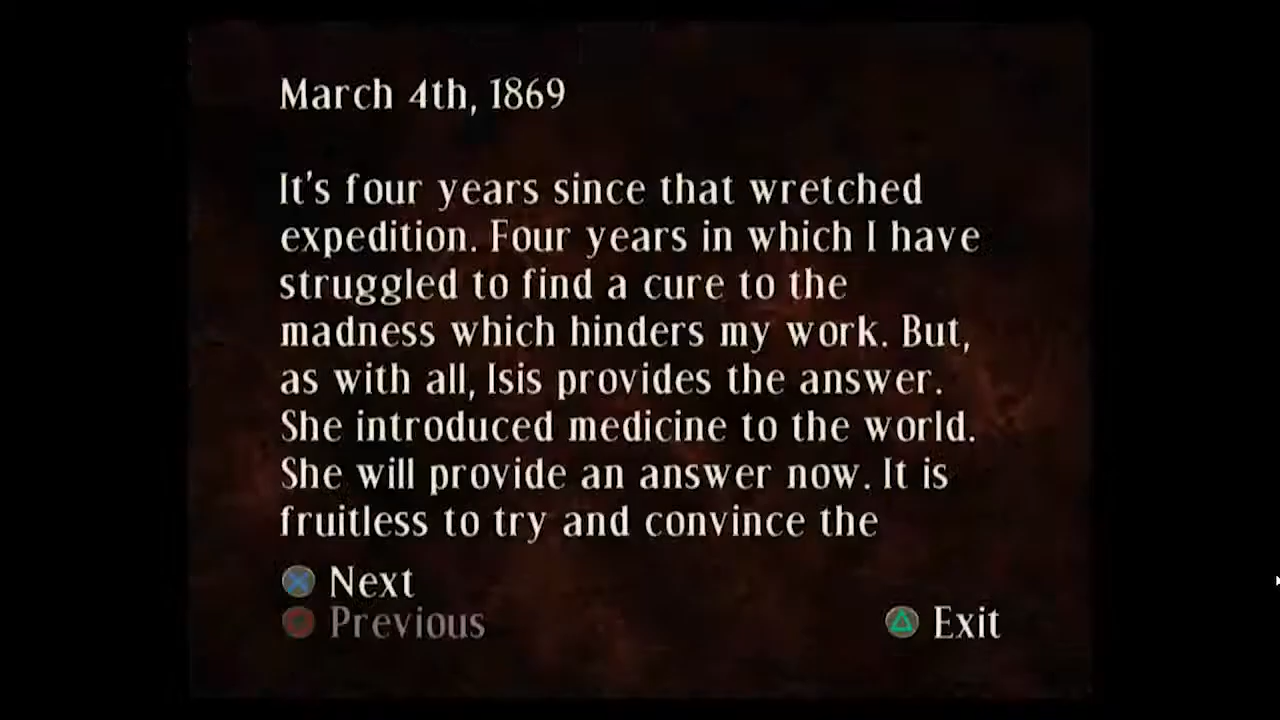 March 4th, 1869
It's four years since that wretched
expedition. Four years in which I have
struggled to find a cure to the
madness which hinders my work. But,
as with all, Isis provides the answer.
She introduced medicine to the world.
She will provide an answer now. It is
fruitless to try and convince the
Next
Previous
Exit